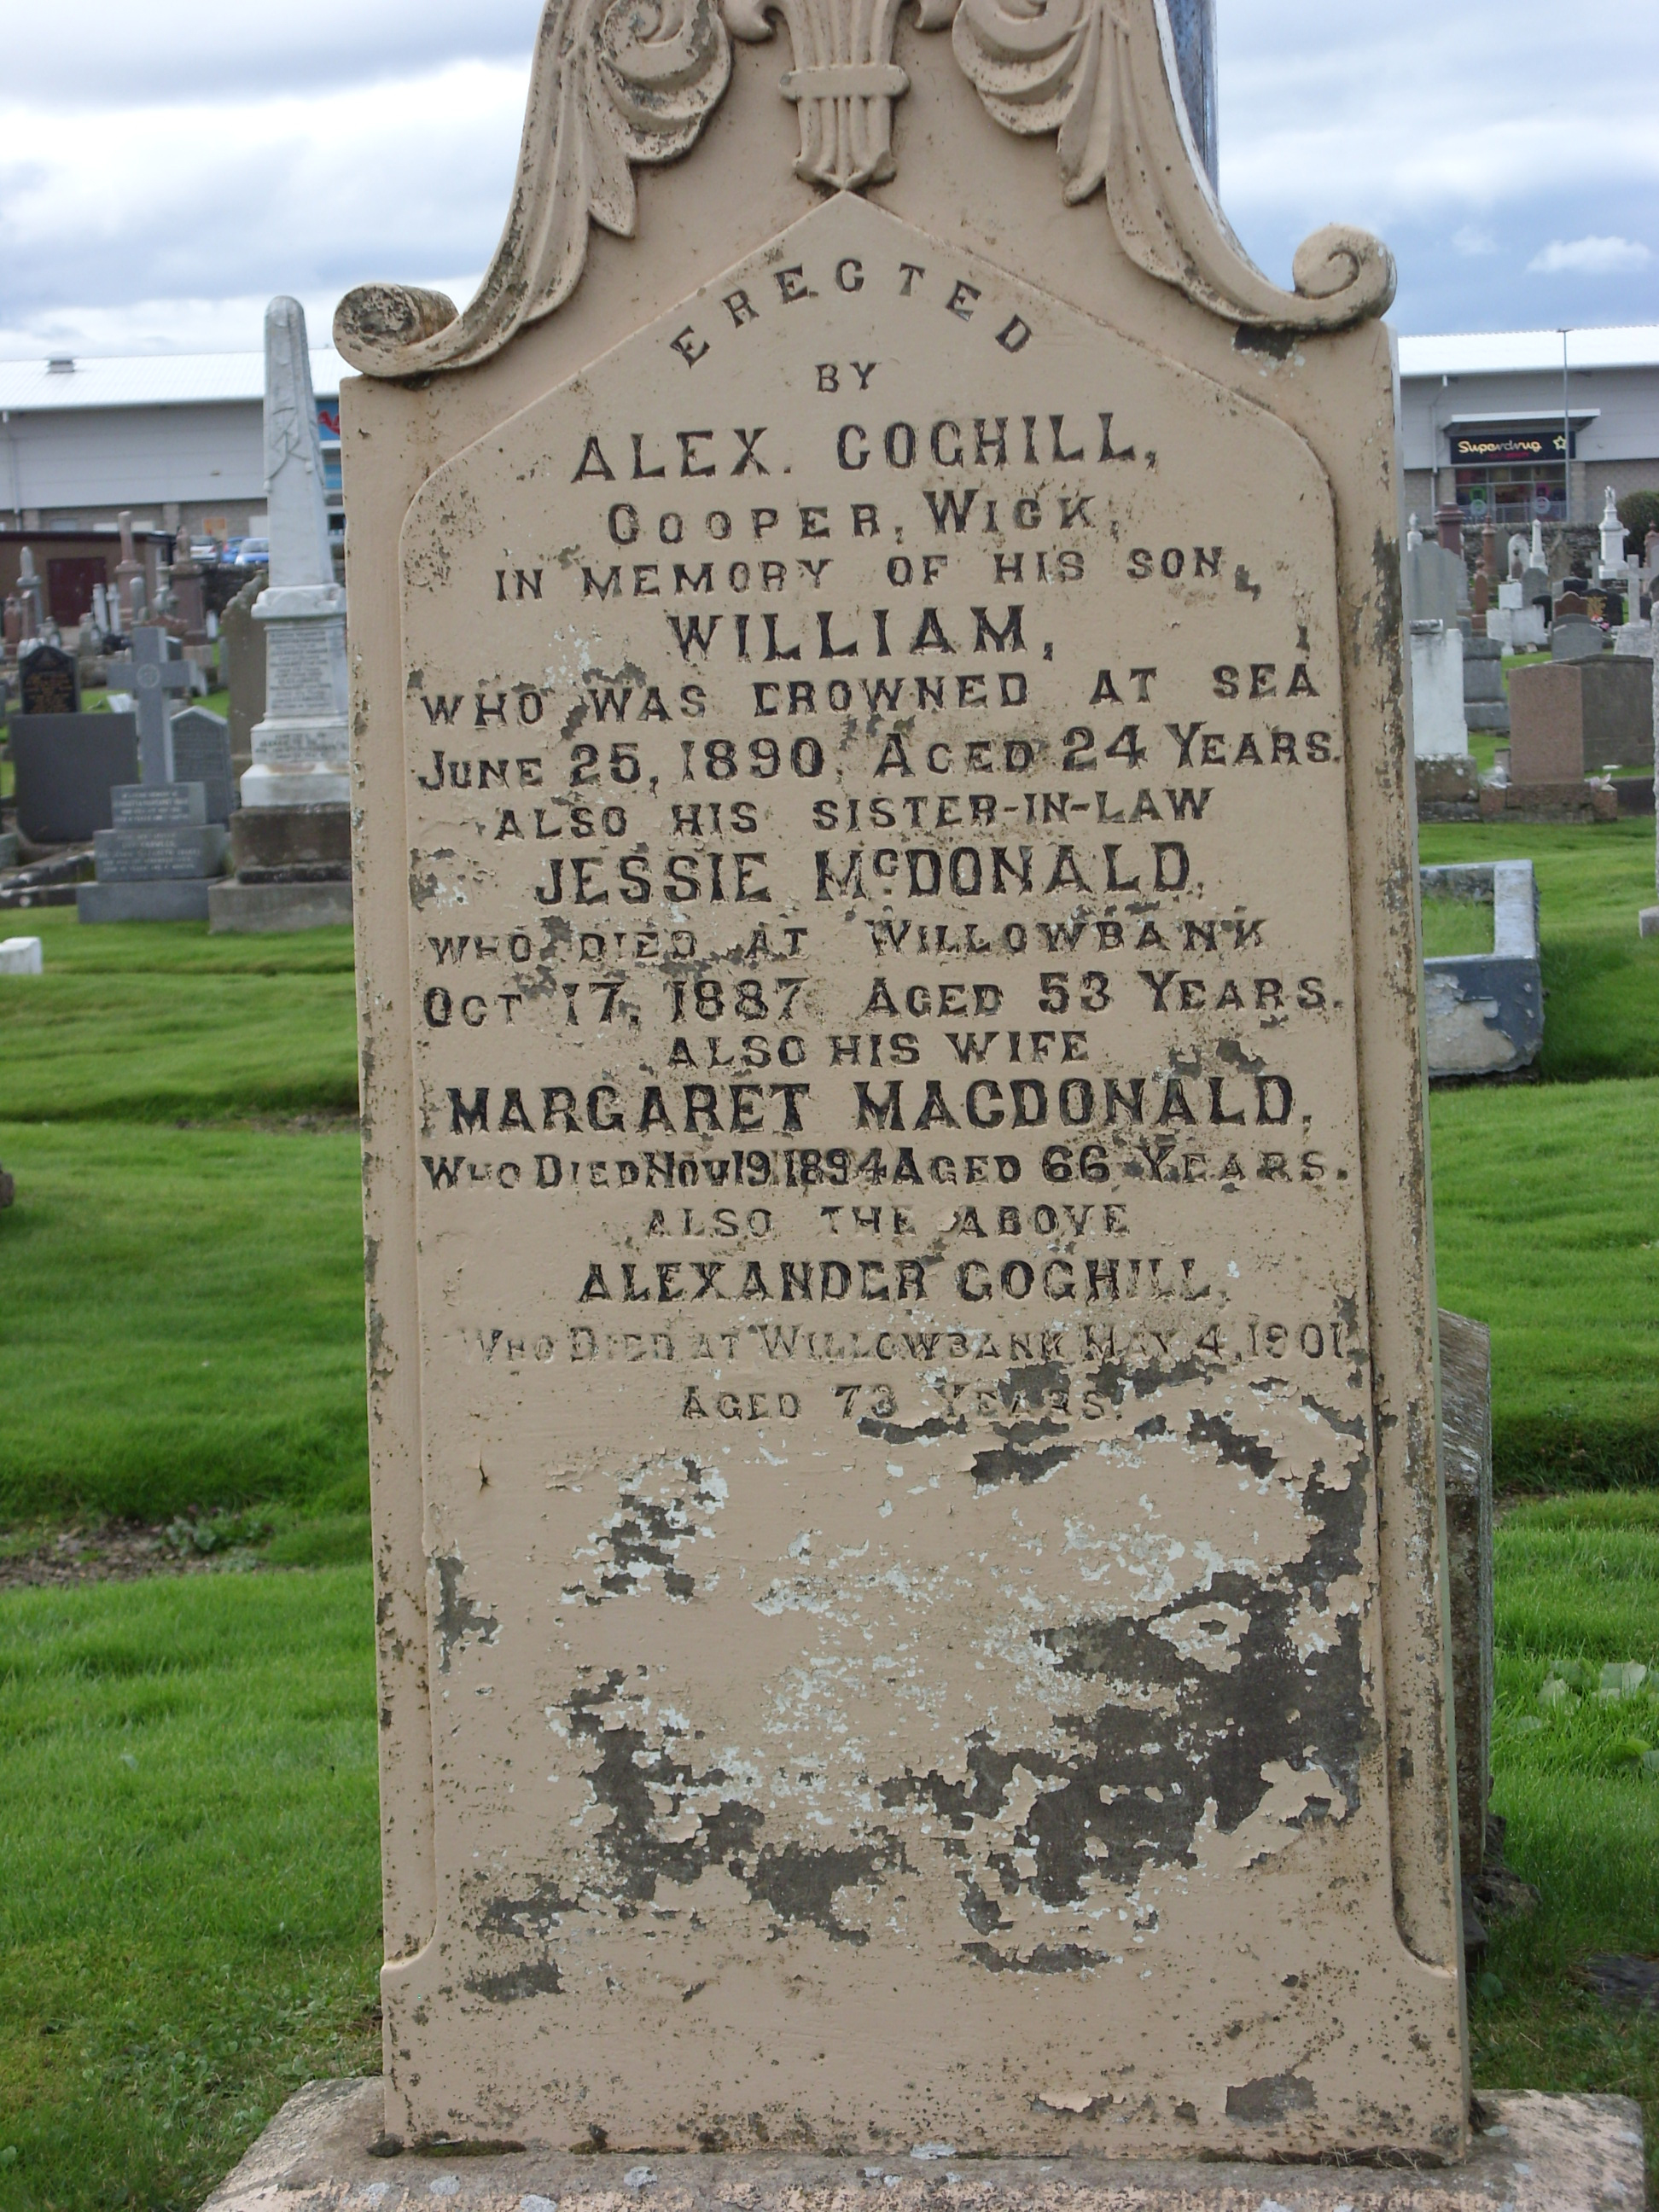 ERECTED
BY
ALEX. COGHILL,
COOPER, WICK,
IN MEMORY OF HIS SON,
WILLIAM,
WHO WAS DROWNED AT SEA
JUNE 25, 1890, AGED 24 YEARS.
ALSO HIS SISTER-IN-LAW
JESSIE McDONALD,
WHO DIED AT WILLOWBANK
OCT 17, 1887 AGED 53 YEARS.
ALSO HIS WIFE
MARGARET MACDONALD,
WHO DIED NOV 19, 1894 AGED 66 YEARS.
ALSO THE ABOVE
ALEXANDER COGHILL,
WHO DIED AT WILLOWBANK MAY 4, 1901
AGED 73 YEARS.
Superdrug